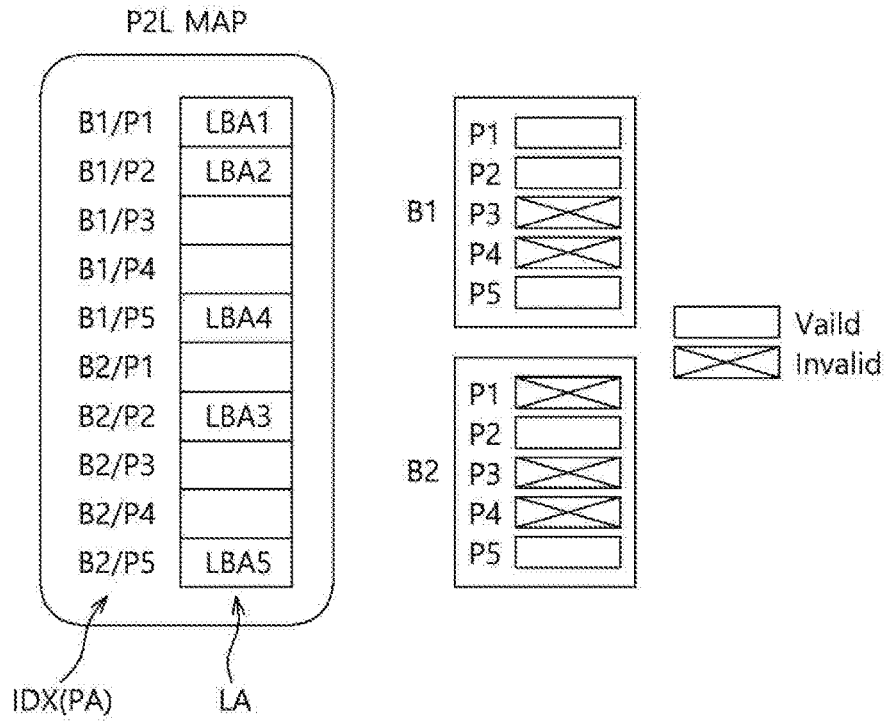 P2L MAP
B1/P1 LBA1
B1/P2 LBA2
B1/P3
B1/P4
B1/P5 LBA4
B2/P1
B2/P2 LBA3
B2/P3
B2/P4
B2/P5 LBA5
IDX(PA) LA
B1
P1
P2
P3
P4
P5
B2
P1
P2
P3
P4
P5
Vaild
Invalid